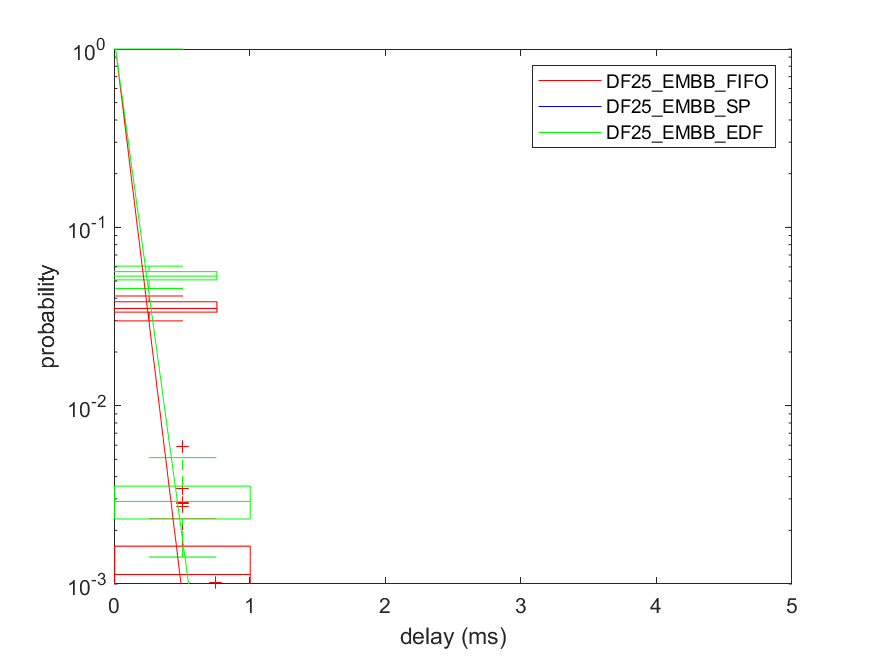 10^0
10^-1
10^-2
10^-3
probability
DF25_EMBB_FIFO
DF25_EMBB_SP
DF25_EMBB_EDF
0 1 2 3 4 5
delay (ms)